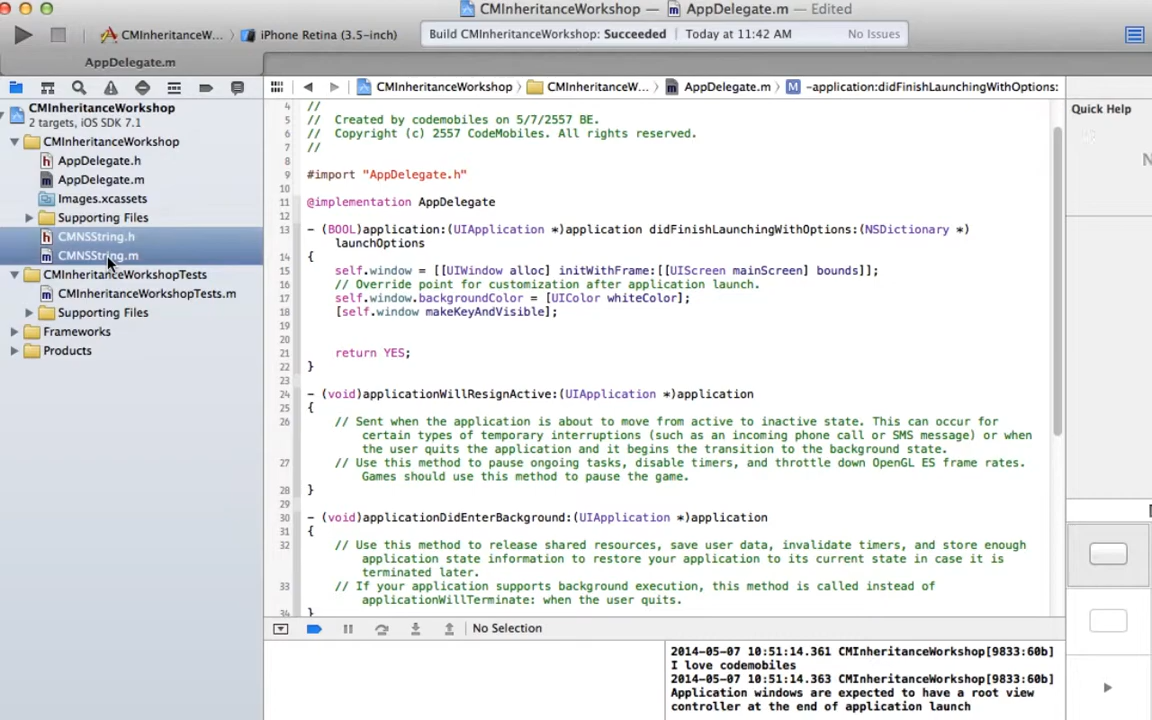 CMInheritanceWorkshop — AppDelegate.m — Edited
CMInheritanceW... iPhone Retina (3.5-inch) Build CMInheritanceWorkshop: Succeeded Today at 11:42 AM No Issues
AppDelegate.m
CMInheritanceWorkshop CMInheritanceW... AppDelegate.m M -application:didFinishLaunchingWithOptions:
CMInheritanceWorkshop
2 targets, iOS SDK 7.1
CMInheritanceWorkshop
h AppDelegate.h
m AppDelegate.m
Images.xcassets
Supporting Files
h CMNSString.h
m CMNSString.m
CMInheritanceWorkshopTests
m CMInheritanceWorkshopTests.m
Supporting Files
Frameworks
Products
4 //
5 // Created by codemobiles on 5/7/2557 BE.
6 // Copyright (c) 2557 CodeMobiles. All rights reserved.
7 //
8
9 #import "AppDelegate.h"
10
11 @implementation AppDelegate
12
13 - (BOOL)application:(UIApplication *)application didFinishLaunchingWithOptions:(NSDictionary *)
launchOptions
14 {
15 self.window = [[UIWindow alloc] initWithFrame:[[UIScreen mainScreen] bounds]];
16 // Override point for customization after application launch.
17 self.window.backgroundColor = [UIColor whiteColor];
18 [self.window makeKeyAndVisible];
19
20
21 return YES;
22 }
23
24 - (void)applicationWillResignActive:(UIApplication *)application
25 {
26 // Sent when the application is about to move from active to inactive state. This can occur for
certain types of temporary interruptions (such as an incoming phone call or SMS message) or when
the user quits the application and it begins the transition to the background state.
27 // Use this method to pause ongoing tasks, disable timers, and throttle down OpenGL ES frame rates.
Games should use this method to pause the game.
28 }
29
30 - (void)applicationDidEnterBackground:(UIApplication *)application
31 {
32 // Use this method to release shared resources, save user data, invalidate timers, and store enough
application state information to restore your application to its current state in case it is
terminated later.
33 // If your application supports background execution, this method is called instead of
applicationWillTerminate: when the user quits.
34 }
Quick Help
N
No Selection
2014-05-07 10:51:14.361 CMInheritanceWorkshop[9833:60b]
I love codemobiles
2014-05-07 10:51:14.363 CMInheritanceWorkshop[9833:60b]
Application windows are expected to have a root view
controller at the end of application launch